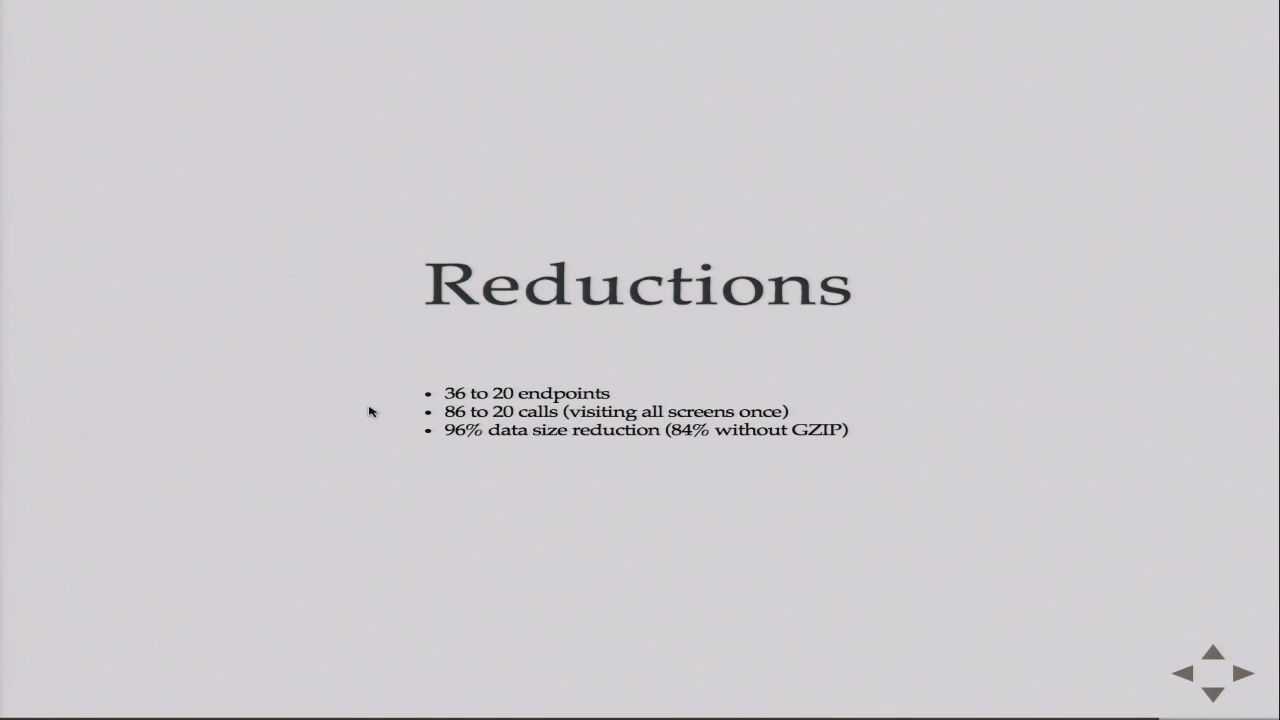 Reductions
• 36 to 20 endpoints
• 86 to 20 calls (visiting all screens once)
• 96% data size reduction (84% without GZIP)